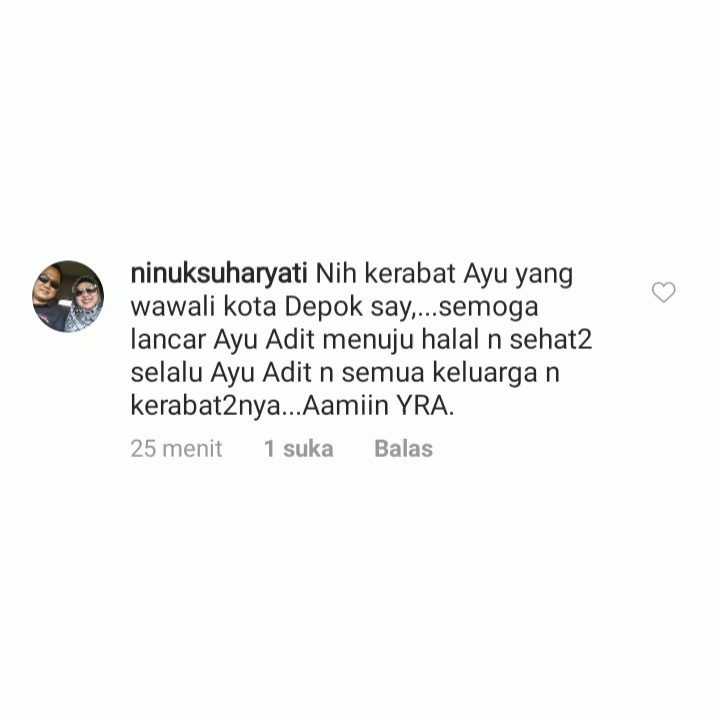 ninuksuharyati Nih kerabat Ayu yang
wawali kota Depok say,...semoga
lancar Ayu Adit menuju halal n sehat2
selalu Ayu Adit n semua keluarga n
kerabat2nya...Aamiin YRA.
25 menit 1 suka Balas